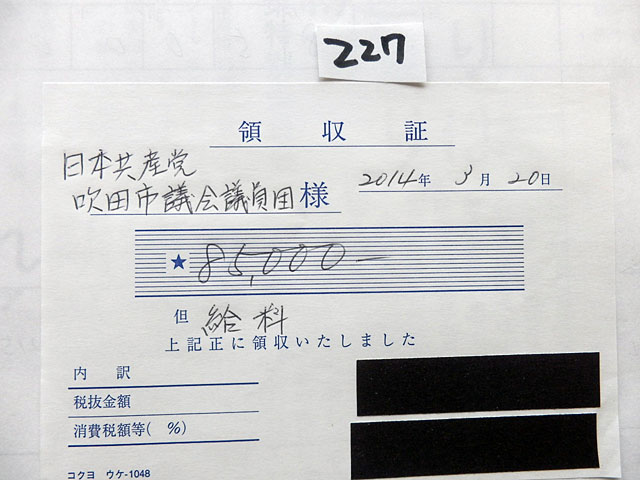 227
領収証
日本共産党
吹田市議会議員団様
2014年3月20日
★ 85,000-
但 給料
上記正に領収いたしました
内訳
税抜金額
消費税額等( %)
コクヨ ウケ-1048